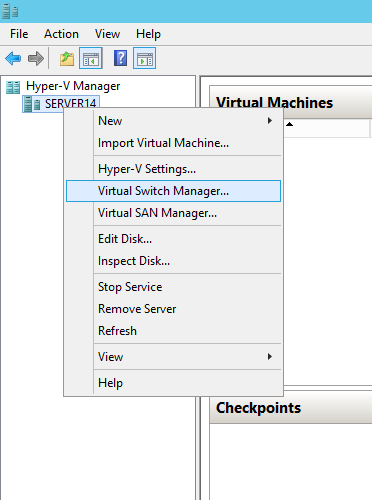 File Action View Help
Hyper-V Manager
SERVER14
Virtual Machines
New
Import Virtual Machine...
Hyper-V Settings...
Virtual Switch Manager...
Virtual SAN Manager...
Edit Disk...
Inspect Disk...
Stop Service
Remove Server
Refresh
View
Help
Checkpoints